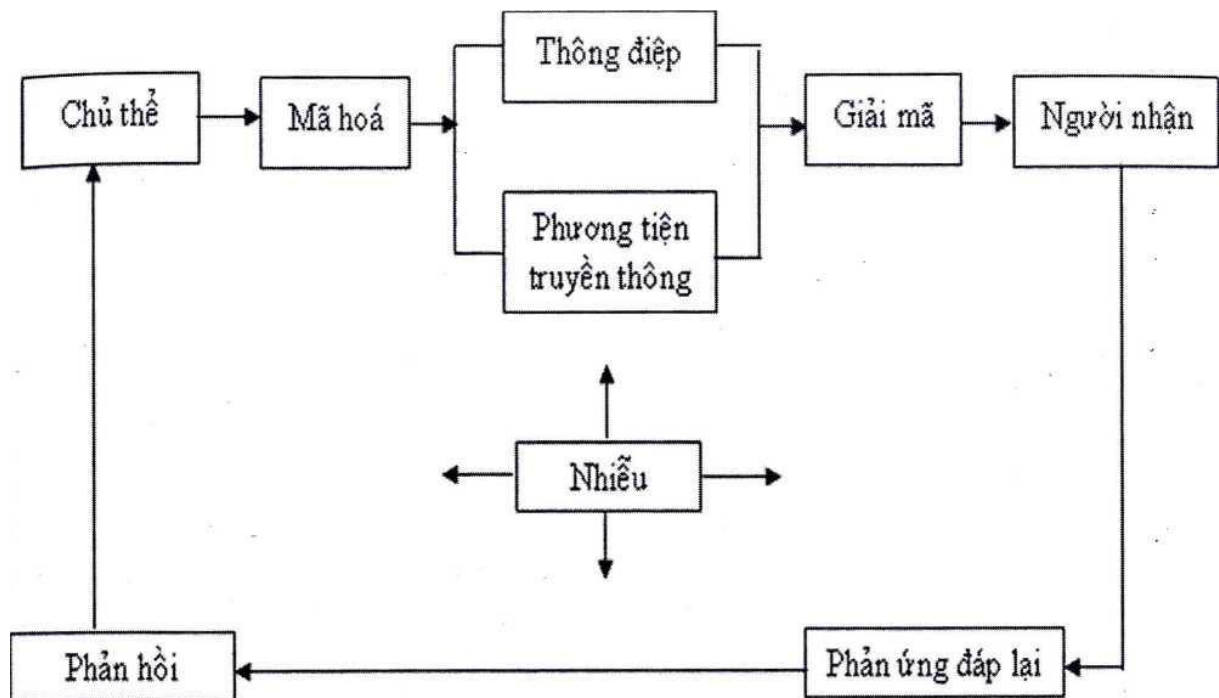 Thông điệp
Chủ thể
Mã hoá
Giải mã
Người nhận
Phương tiện
truyền thông
Nhiễu
Phản hồi
Phản ứng đáp lại